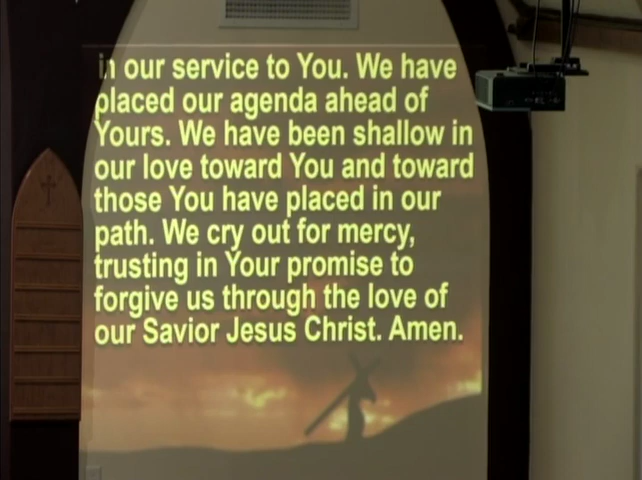 in our service to You. We have
placed our agenda ahead of
Yours. We have been shallow in
our love toward You and toward
those You have placed in our
path. We cry out for mercy,
trusting in Your promise to
forgive us through the love of
our Savior Jesus Christ. Amen.